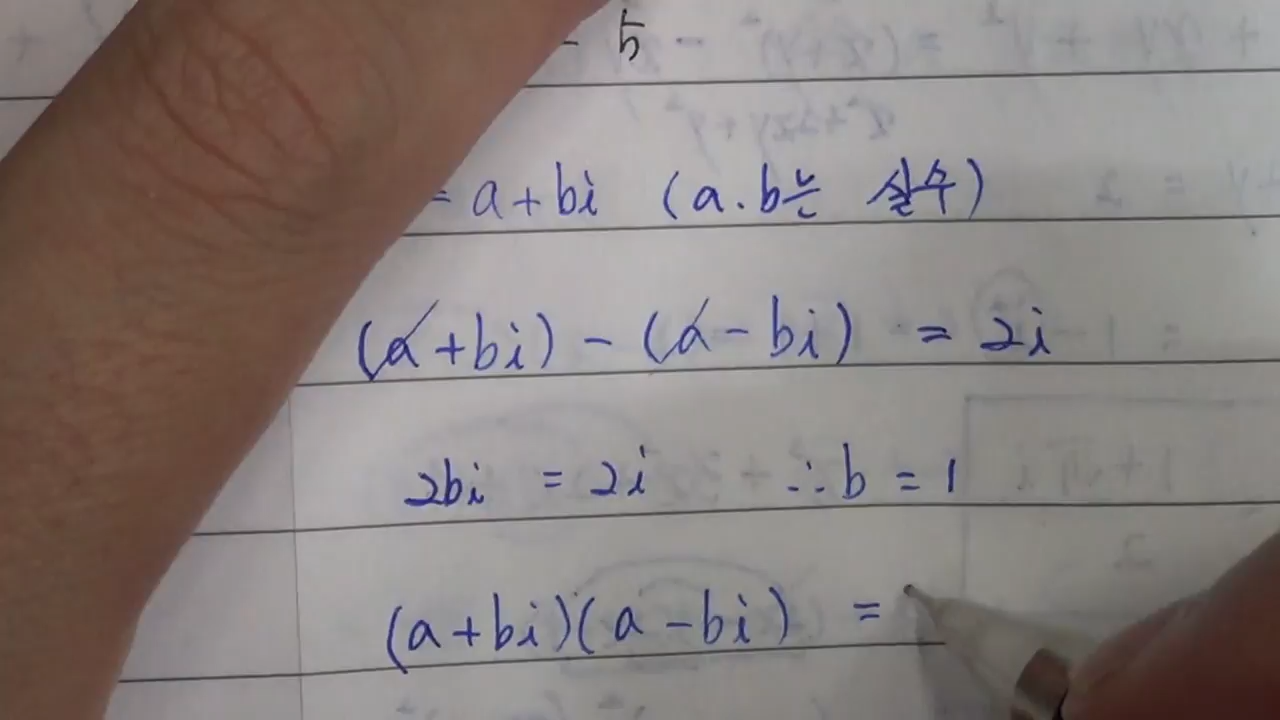 - 5
= a + bi (a. b는 실수)
(a + bi) - (a - bi) = 2i
2bi = 2i ∴ b = 1
(a + bi)(a - bi) =